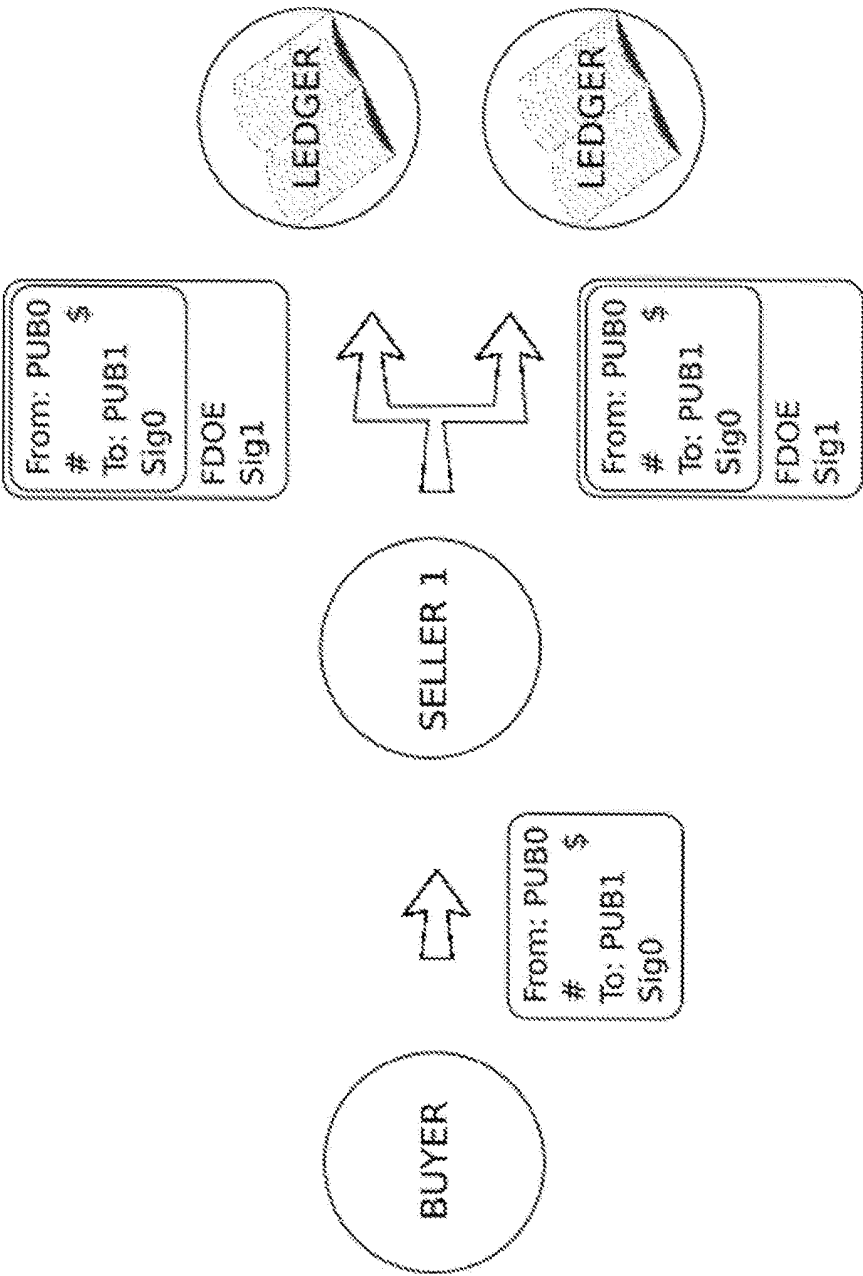 BUYER
From: PUB0
# $
To: PUB1
Sig0
SELLER 1
From: PUB0
# $
To: PUB1
Sig0
FDOE
Sig1
From: PUB0
# $
To: PUB1
Sig0
FDOE
Sig1
LEDGER
LEDGER